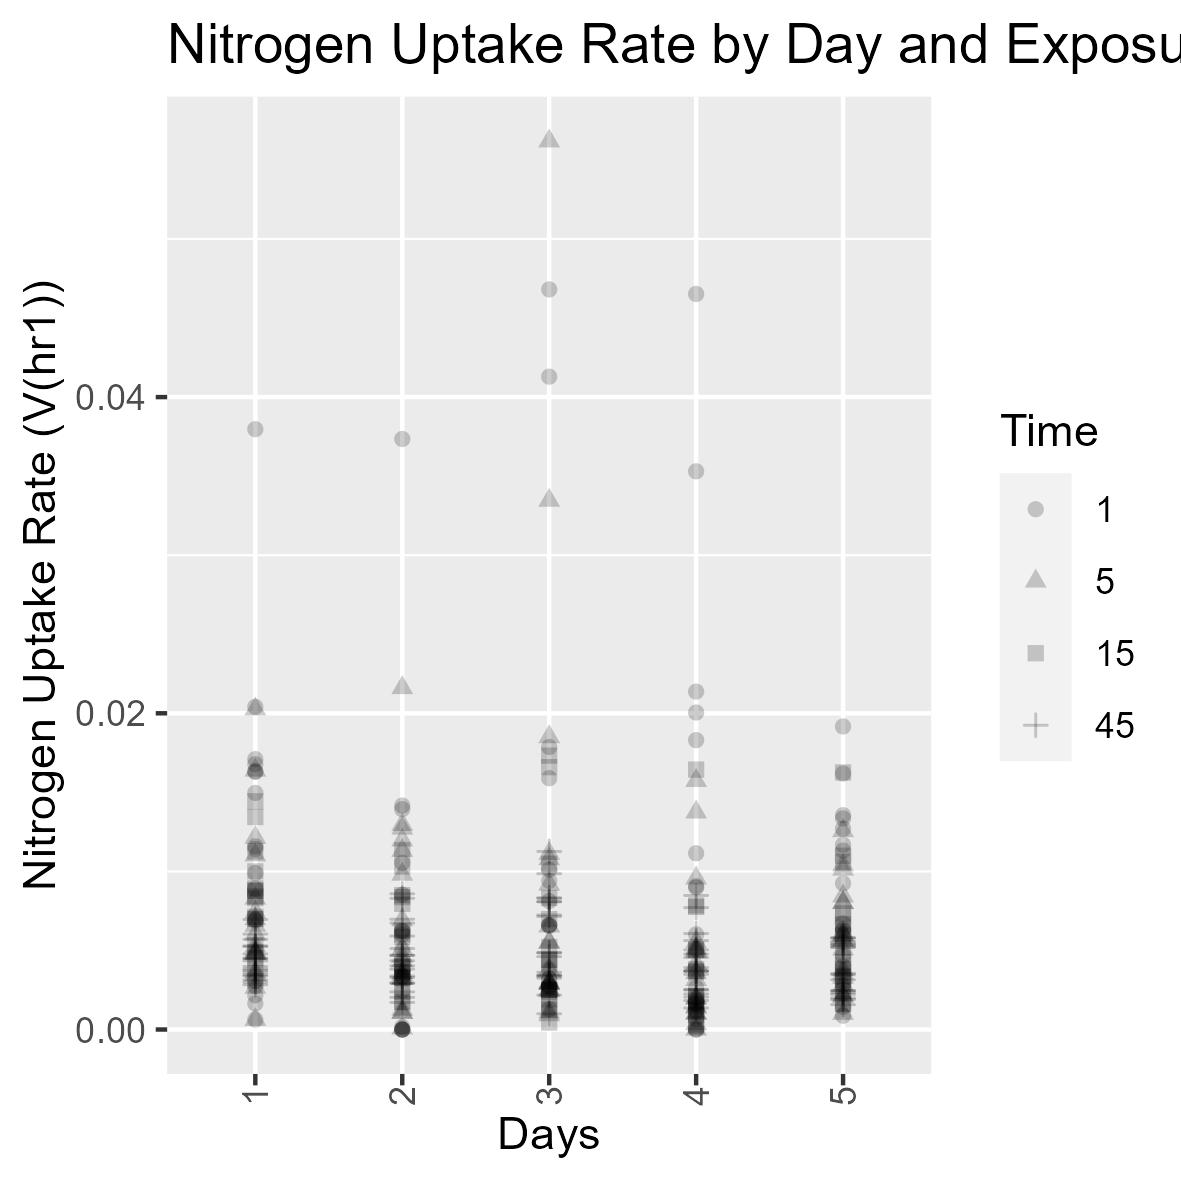 Nitrogen Uptake Rate by Day and Exposu
Nitrogen Uptake Rate (V(hr1))
0.04
0.02
0.00
1 2 3 4 5
Days
Time
1
5
15
45